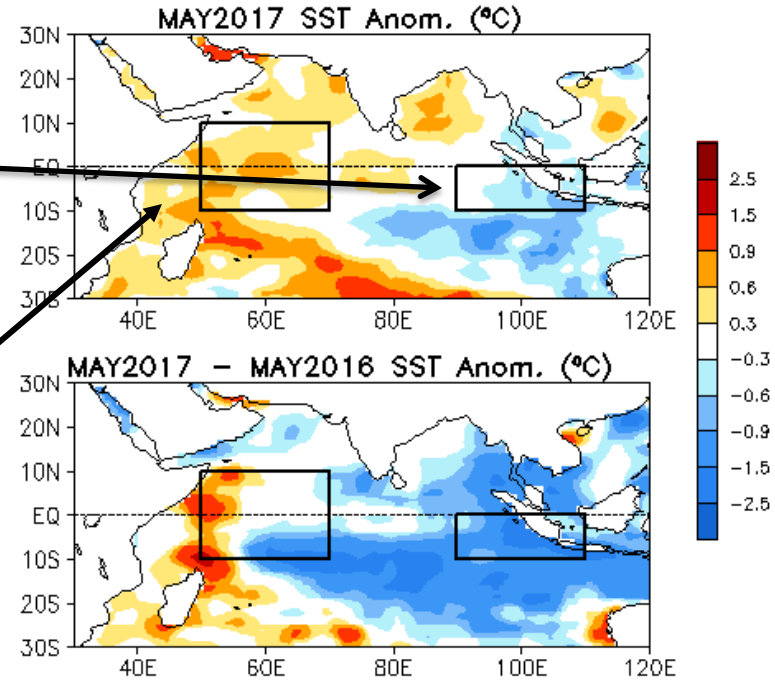 MAY2017 SST Anom. (ºC)
30N
20N
10N
EQ
10S
20S
30S
40E 60E 80E 100E 120E
MAY2017 − MAY2016 SST Anom. (ºC)
30N
20N
10N
EQ
10S
20S
30S
40E 60E 80E 100E 120E
2.5
1.5
0.9
0.6
0.3
−0.3
−0.6
−0.9
−1.5
−2.5